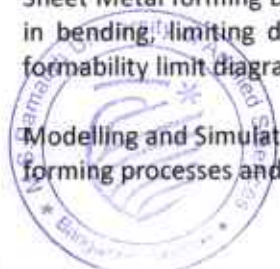 Sheet Metal forming
in bending, limiting d
formability limit diagra
Modelling and Simulat
forming processes and